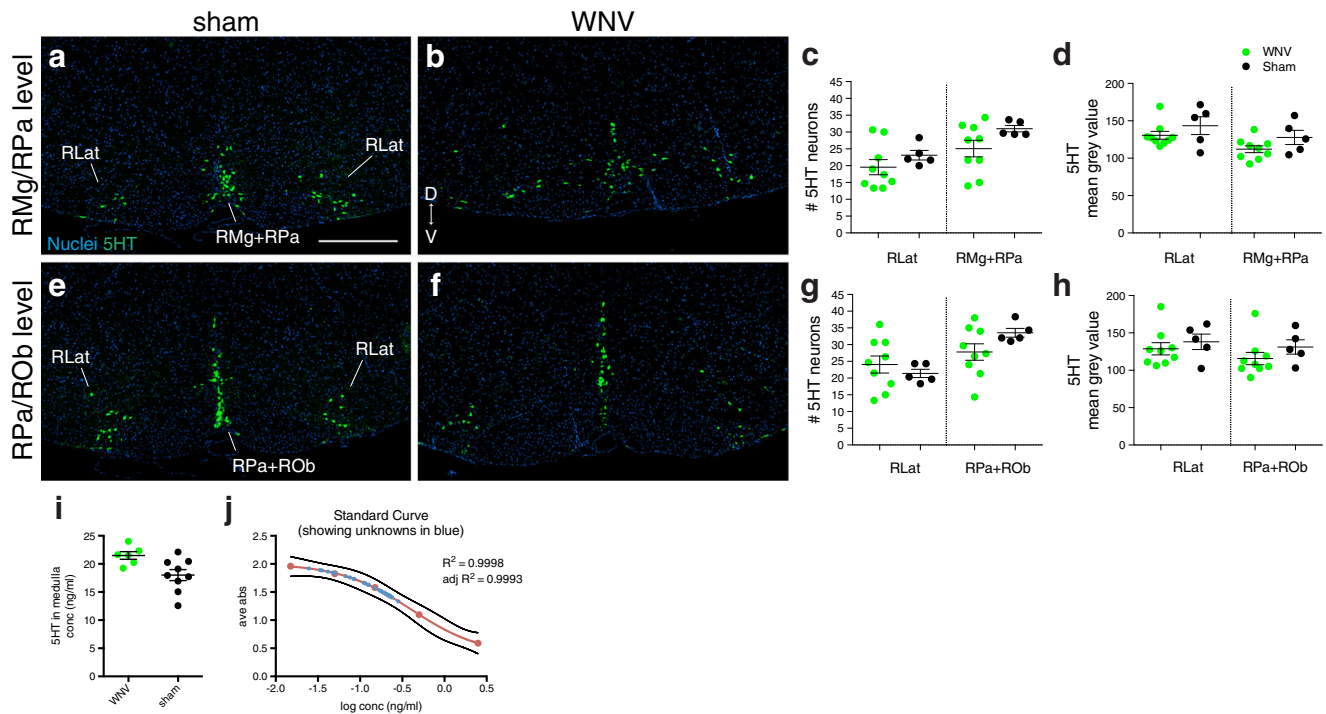 sham
WNV
RMg/RPa level
a
RLat
RLat
RMg+RPa
Nuclei 5HT
b
D
V
c
# 5HT neurons
45
40
35
30
25
20
15
10
5
0
RLat
RMg+RPa
d
WNV
Sham
5HT
mean grey value
200
150
100
50
0
RLat
RMg+RPa
RPa/ROb level
e
RLat
RLat
RPa+ROb
f
g
# 5HT neurons
45
40
35
30
25
20
15
10
5
0
RLat
RPa+ROb
h
5HT
mean grey value
200
150
100
50
0
RLat
RPa+ROb
i
5HT in medulla
conc (ng/ml)
25
20
15
10
5
0
WNV
sham
j
Standard Curve
(showing unknowns in blue)
R² = 0.9998
adj R² = 0.9993
ave abs
2.5
2.0
1.5
1.0
0.5
0.0
-2.0 -1.5 -1.0 -0.5 0.0 0.5
log conc (ng/ml)